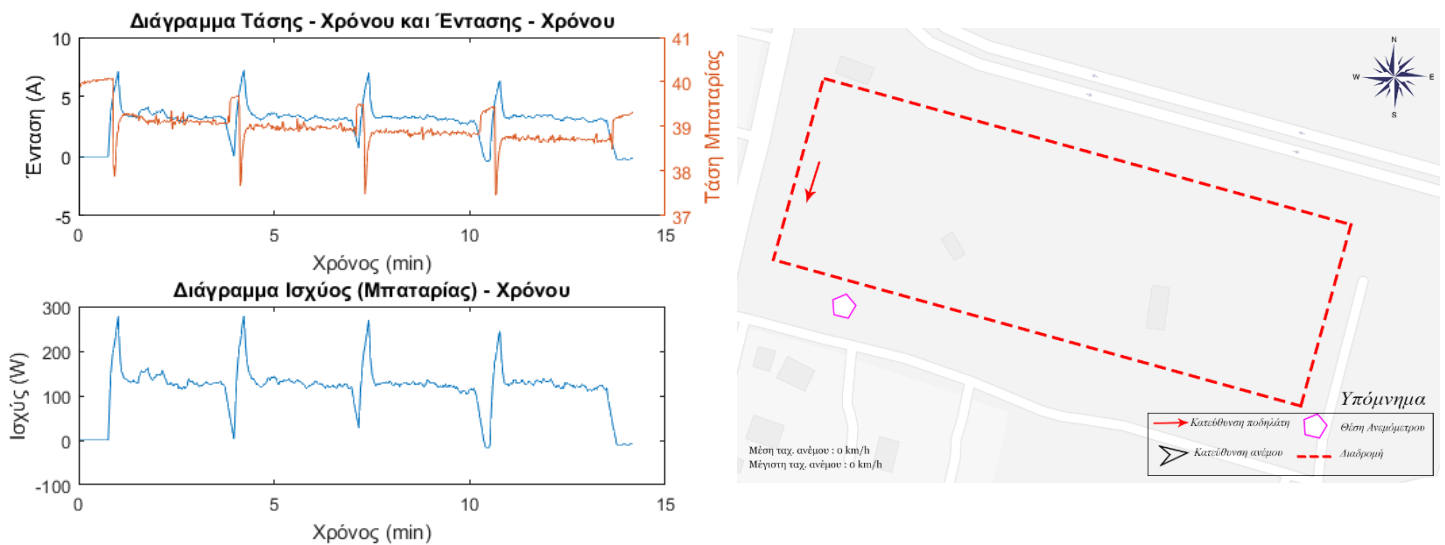 Διάγραμμα Τάσης - Χρόνου και Έντασης - Χρόνου
10
5
0
-5
Ένταση (A)
41
40
39
38
37
Τάση Μπαταρίας
0
5
10
15
Χρόνος (min)
Διάγραμμα Ισχύος (Μπαταρίας) - Χρόνου
300
200
100
0
-100
Ισχύς (W)
0
5
10
15
Χρόνος (min)
N
W
E
S
Υπόμνημα
Κατεύθυνση ποδηλάτη
Θέση Ανεμόμετρου
Κατεύθυνση ανέμου
Διαδρομή
Μέση ταχ. ανέμου : 0 km/h
Μέγιστη ταχ. ανέμου : 0 km/h